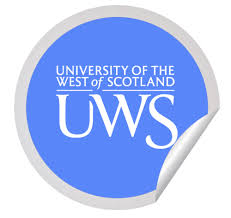 UNIVERSITY OF THE
WEST of SCOTLAND
UWS